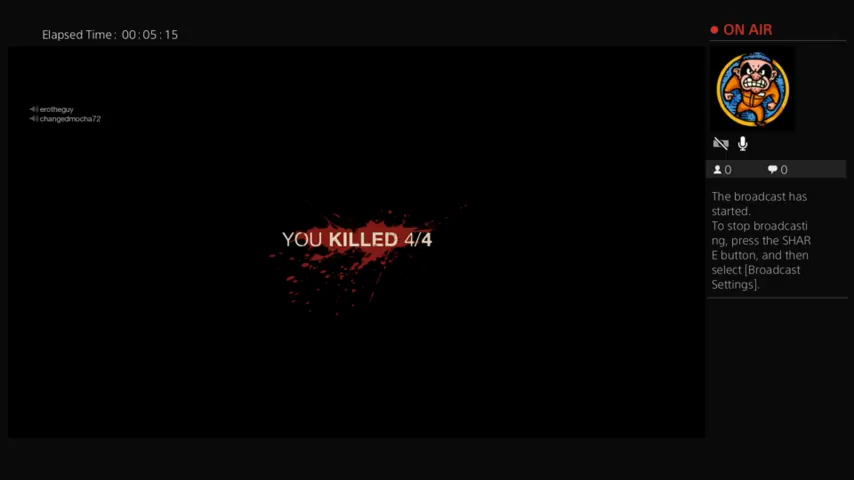 Elapsed Time: 00:05:15
ON AIR
erotheguy
changedmocha72
YOU KILLED 4/4
0
0
The broadcast has
started.
To stop broadcasti
ng, press the SHAR
E button, and then
select [Broadcast
Settings].